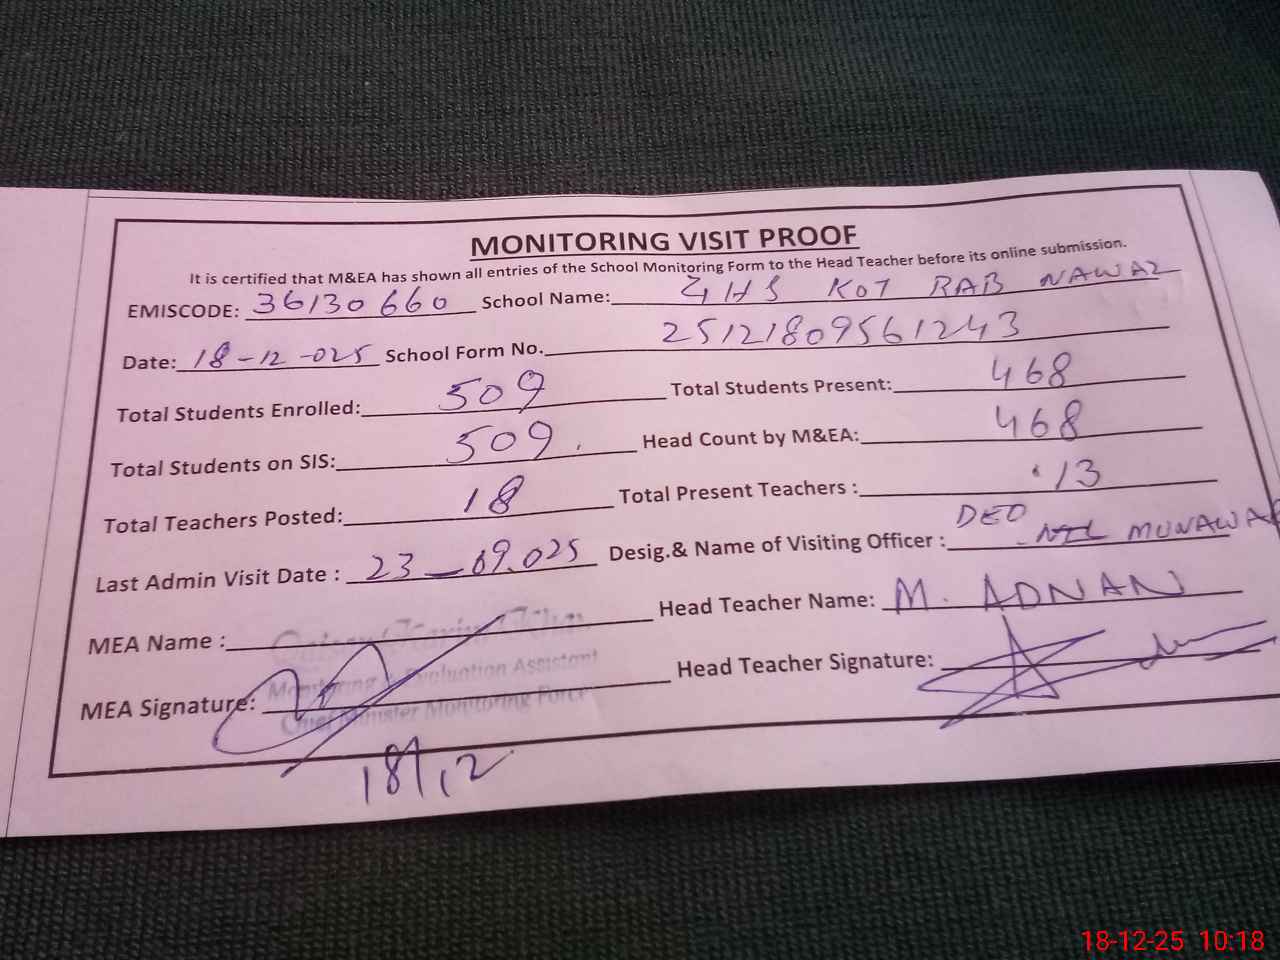 MONITORING VISIT PROOF
It is certified that M&EA has shown all entries of the School Monitoring Form to the Head Teacher before its online submission.
EMISCODE: 36130660 School Name: GHS KOT RAB NAWAZ
Date: 18-12-025 School Form No. 25121809561243
Total Students Enrolled: 509 Total Students Present: 468
Total Students on SIS: 509. Head Count by M&EA: 468
Total Teachers Posted: 18 Total Present Teachers : 13
Last Admin Visit Date : 23-09.025 Desig.& Name of Visiting Officer : DEO MUNAWAR
MEA Name : Head Teacher Name: M. ADNAN
Monitoring & Evaluation Assistant
MEA Signature: Head Teacher Signature:
Chief Minister Monitoring Force
18/12
18-12-25 10:18